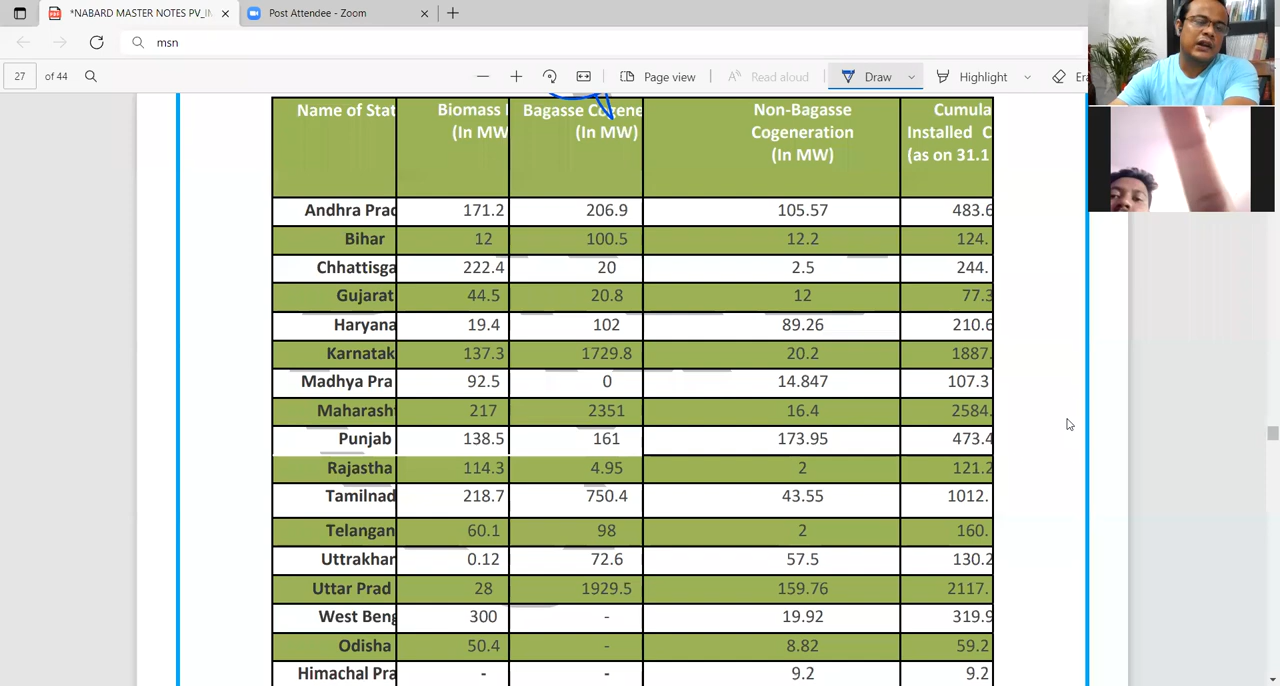 *NABARD MASTER NOTES PV_IN
Post Attendee - Zoom
msn
27 of 44
Page view
Read aloud
Draw
Highlight
Era
Name of Stat Biomass Bagasse Cogene Non-Bagasse Cumula
(In MW (In MW) Cogeneration Installed C
(In MW) (as on 31.1
Andhra Prad 171.2 206.9 105.57 483.6
Bihar 12 100.5 12.2 124.
Chhattisga 222.4 20 2.5 244.
Gujarat 44.5 20.8 12 77.3
Haryana 19.4 102 89.26 210.6
Karnatak 137.3 1729.8 20.2 1887.
Madhya Pra 92.5 0 14.847 107.3
Maharash 217 2351 16.4 2584.
Punjab 138.5 161 173.95 473.4
Rajastha 114.3 4.95 2 121.2
Tamilnad 218.7 750.4 43.55 1012.
Telangan 60.1 98 2 160.
Uttrakhan 0.12 72.6 57.5 130.2
Uttar Prad 28 1929.5 159.76 2117.
West Beng 300 - 19.92 319.9
Odisha 50.4 - 8.82 59.2
Himachal Pra - - 9.2 9.2